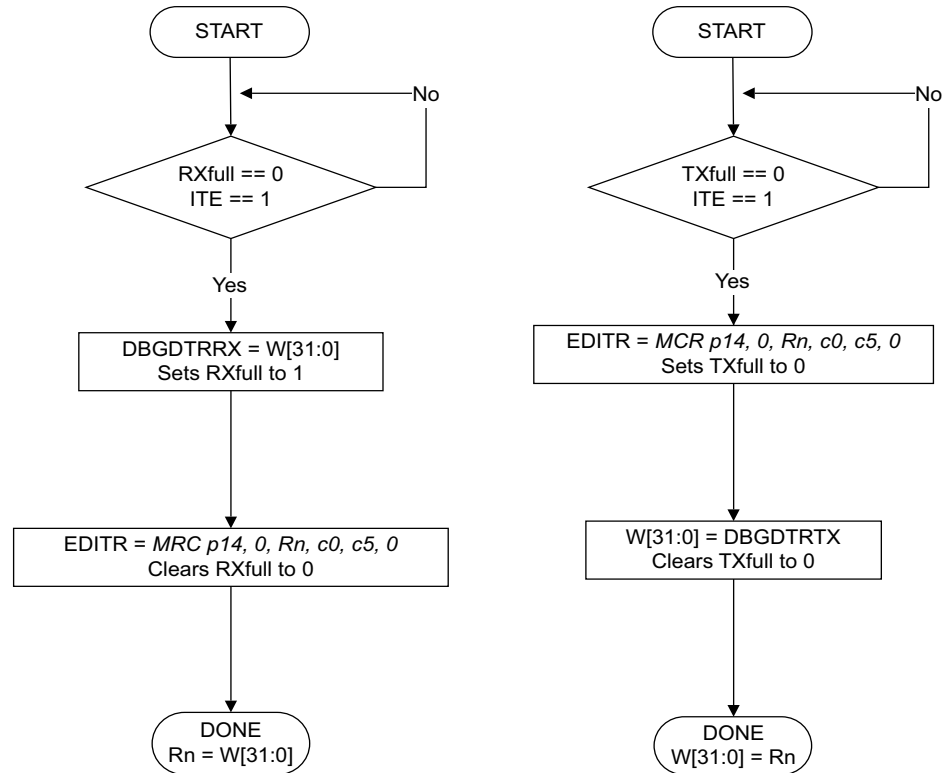 START
No
RXfull == 0
ITE == 1
Yes
DBGDTRRX = W[31:0]
Sets RXfull to 1
EDITR = MRC p14, 0, Rn, c0, c5, 0
Clears RXfull to 0
DONE
Rn = W[31:0]
START
No
TXfull == 0
ITE == 1
Yes
EDITR = MCR p14, 0, Rn, c0, c5, 0
Sets TXfull to 0
W[31:0] = DBGDTRTX
Clears TXfull to 0
DONE
W[31:0] = Rn